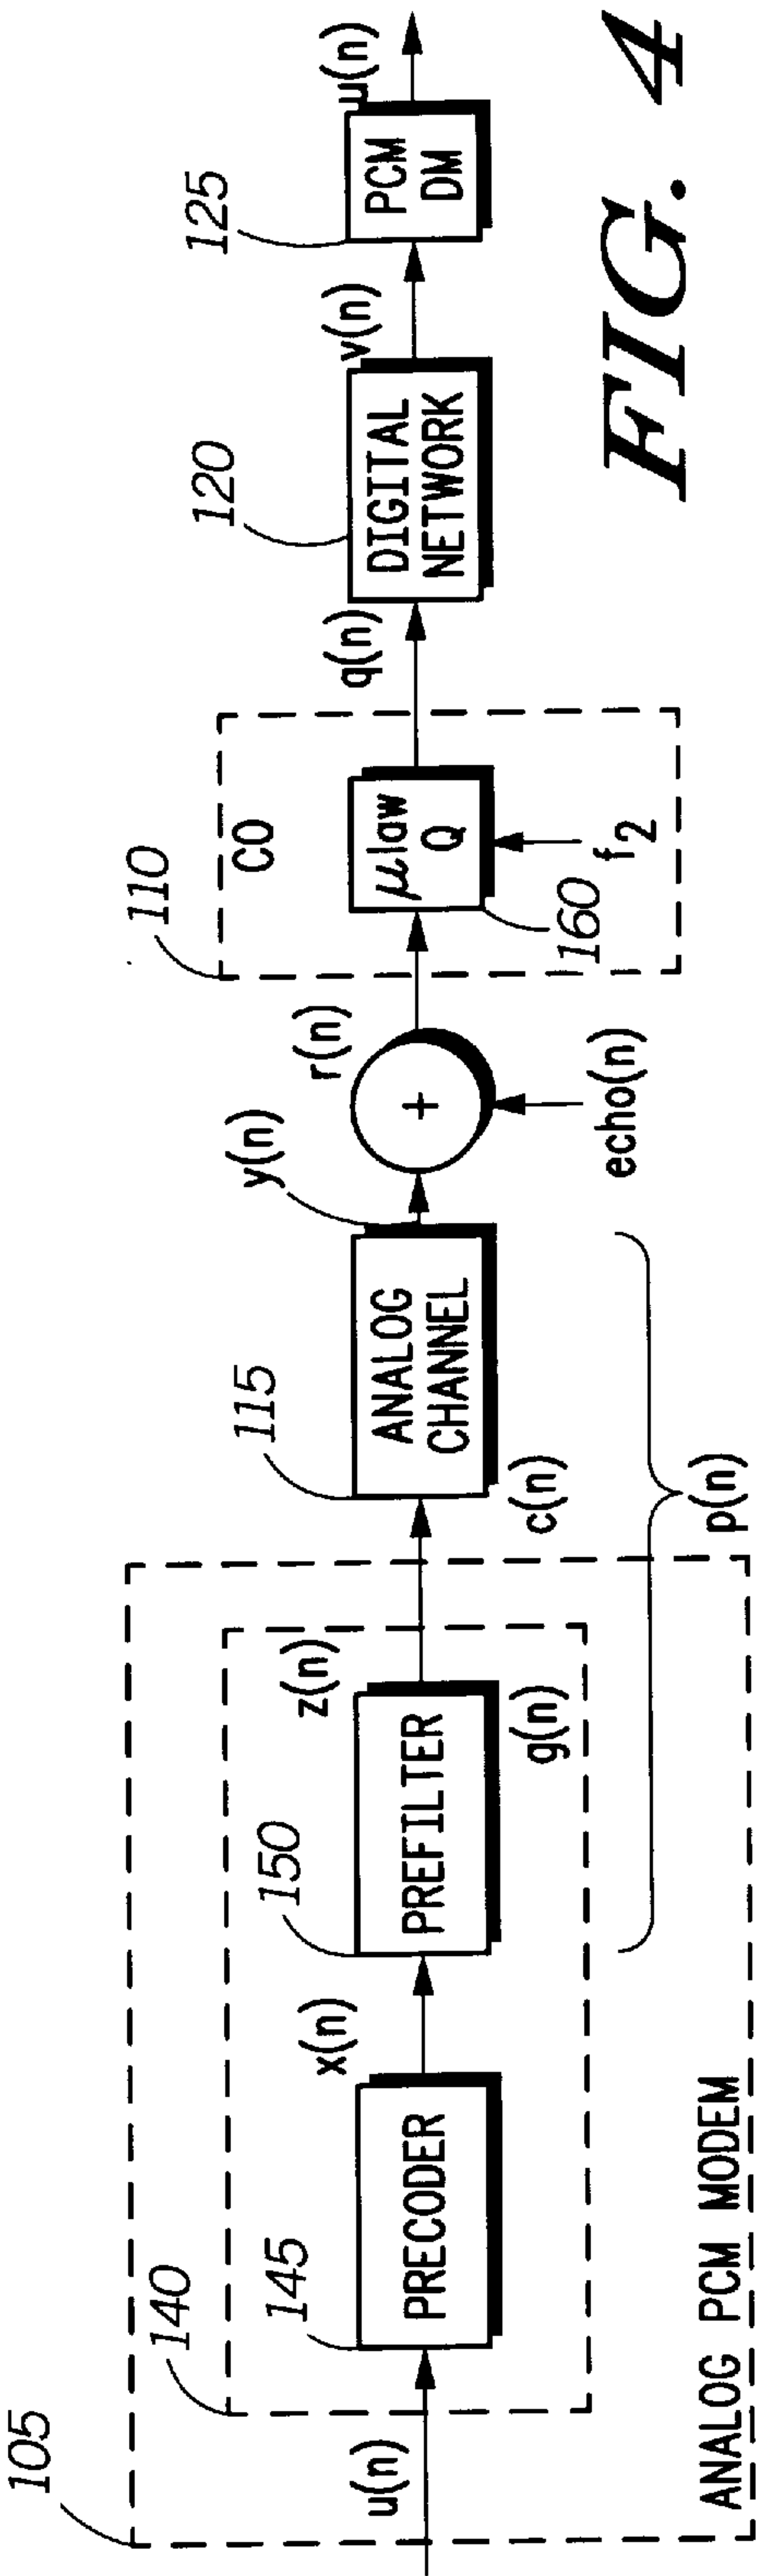 105
140
145
150
115
110
120
125
u(n)
PRECODER
x(n)
PREFILTER
z(n)
g(n)
c(n)
ANALOG
CHANNEL
y(n)
+
r(n)
echo(n)
CO
μlaw
Q
160
f2
q(n)
DIGITAL
NETWORK
v(n)
PCM
DM
μ(n)
p(n)
ANALOG PCM MODEM
FIG. 4